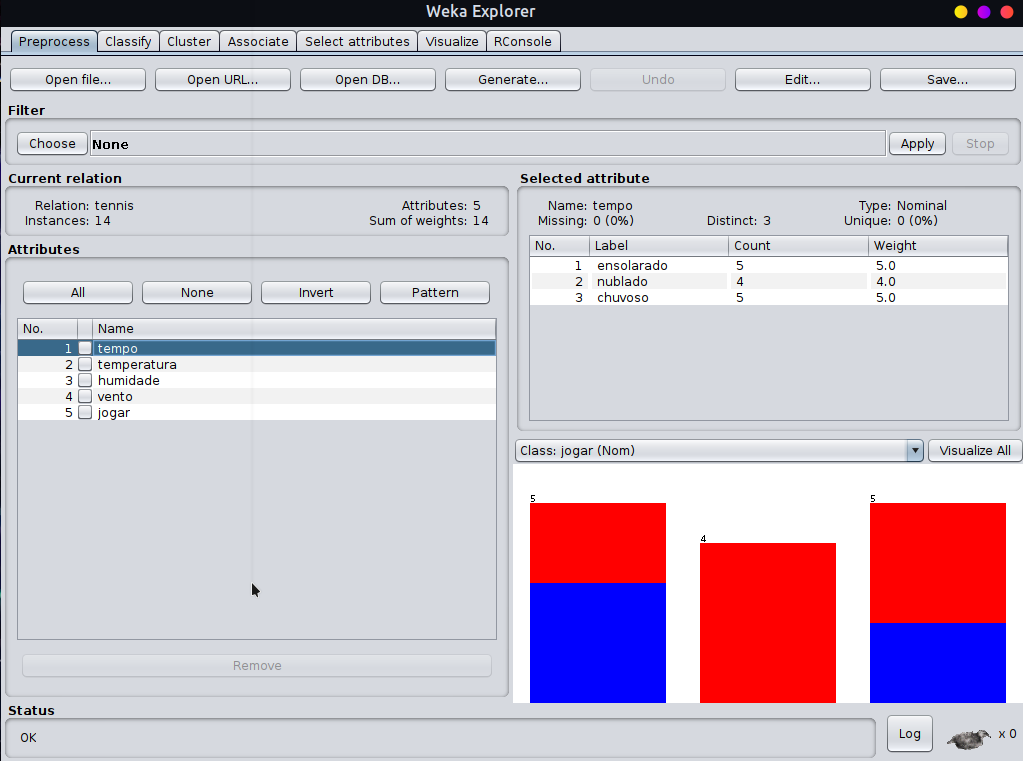 Weka Explorer
Preprocess Classify Cluster Associate Select attributes Visualize RConsole
Open file... Open URL... Open DB... Generate... Undo Edit... Save...
Filter
Choose None Apply Stop
Current relation
Relation: tennis Attributes: 5
Instances: 14 Sum of weights: 14
Attributes
All None Invert Pattern
No. Name
1 tempo
2 temperatura
3 humidade
4 vento
5 jogar
Remove
Selected attribute
Name: tempo Type: Nominal
Missing: 0 (0%) Distinct: 3 Unique: 0 (0%)
No. Label Count Weight
1 ensolarado 5 5.0
2 nublado 4 4.0
3 chuvoso 5 5.0
Class: jogar (Nom) Visualize All
5 4 5
Status
OK Log x 0